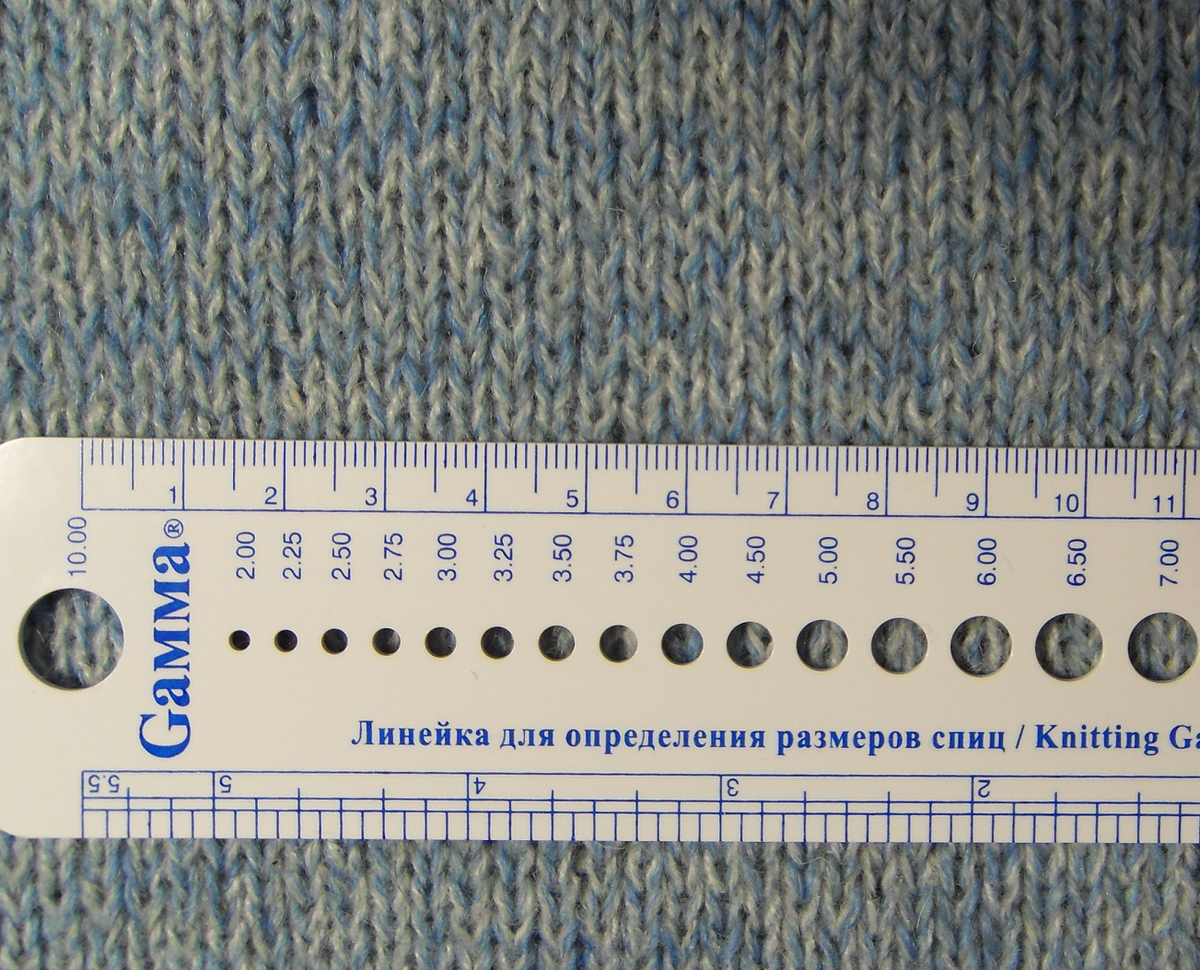 1 2 3 4 5 6 7 8 9 10 11
10.00
Gамма®
2.00 2.25 2.50 2.75 3.00 3.25 3.50 3.75 4.00 4.50 5.00 5.50 6.00 6.50 7.00
Линейка для определения размеров спиц / Knitting Ga
5.5 5 4 3 2